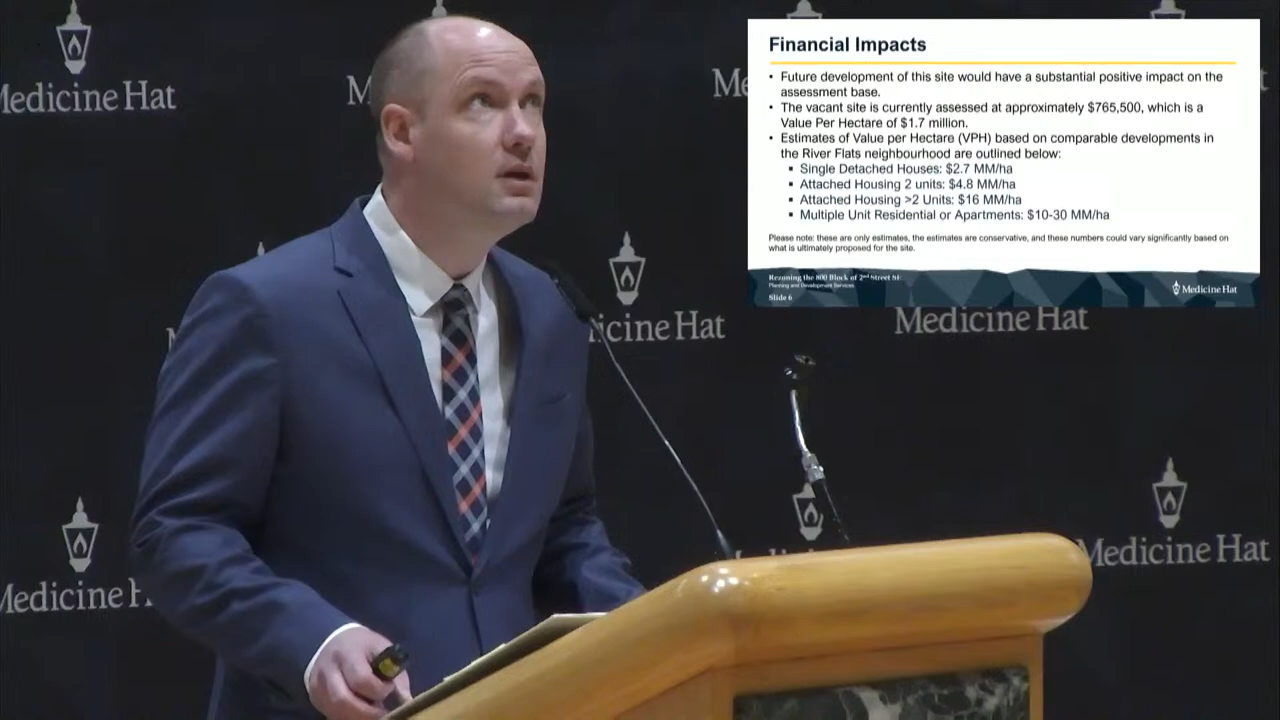 Financial Impacts
• Future development of this site would have a substantial positive impact on the
assessment base.
• The vacant site is currently assessed at approximately $765,500, which is a
Value Per Hectare of $1.7 million.
• Estimates of Value per Hectare (VPH) based on comparable developments in
the River Flats neighbourhood are outlined below:
▪ Single Detached Houses: $2.7 MM/ha
▪ Attached Housing 2 units: $4.8 MM/ha
▪ Attached Housing >2 Units: $16 MM/ha
▪ Multiple Unit Residential or Apartments: $10-30 MM/ha
Please note: these are only estimates, the estimates are conservative, and these numbers could vary significantly based on
what is ultimately proposed for the site.
Rezoning the 800 Block of 2nd Street SE
Planning and Development Services
Slide 6
Medicine Hat
Medicine Hat
Me
icine Hat
Medicine Hat
Medicine Hat
Medicine H